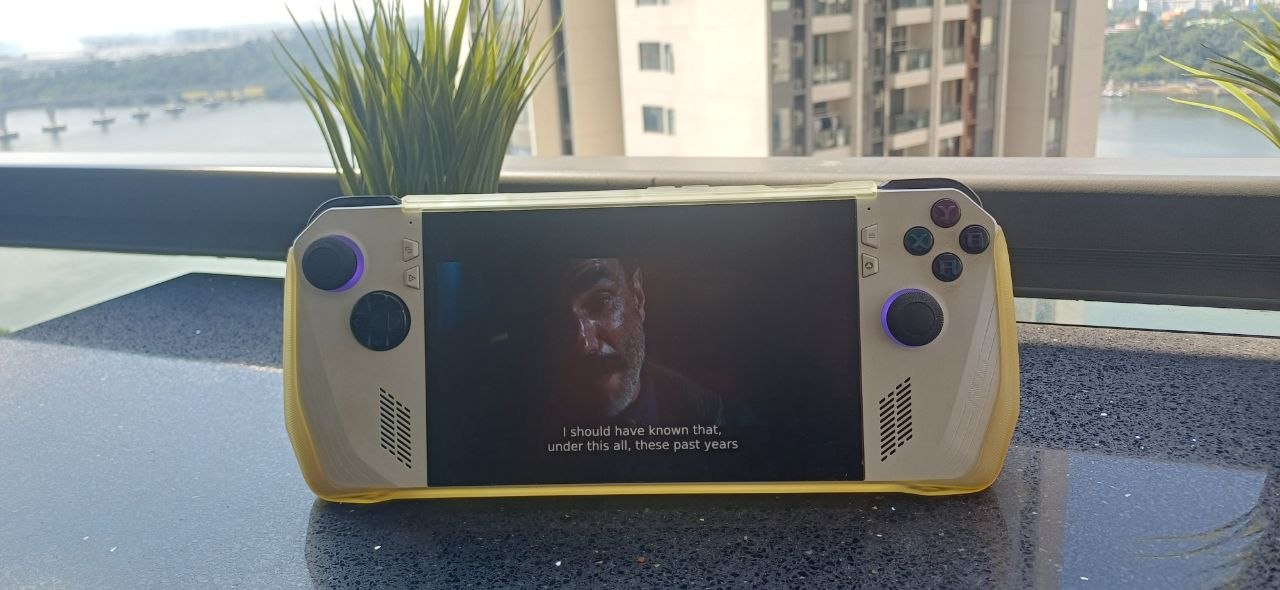 Y
X
B
A
I should have known that,
under this all, these past years